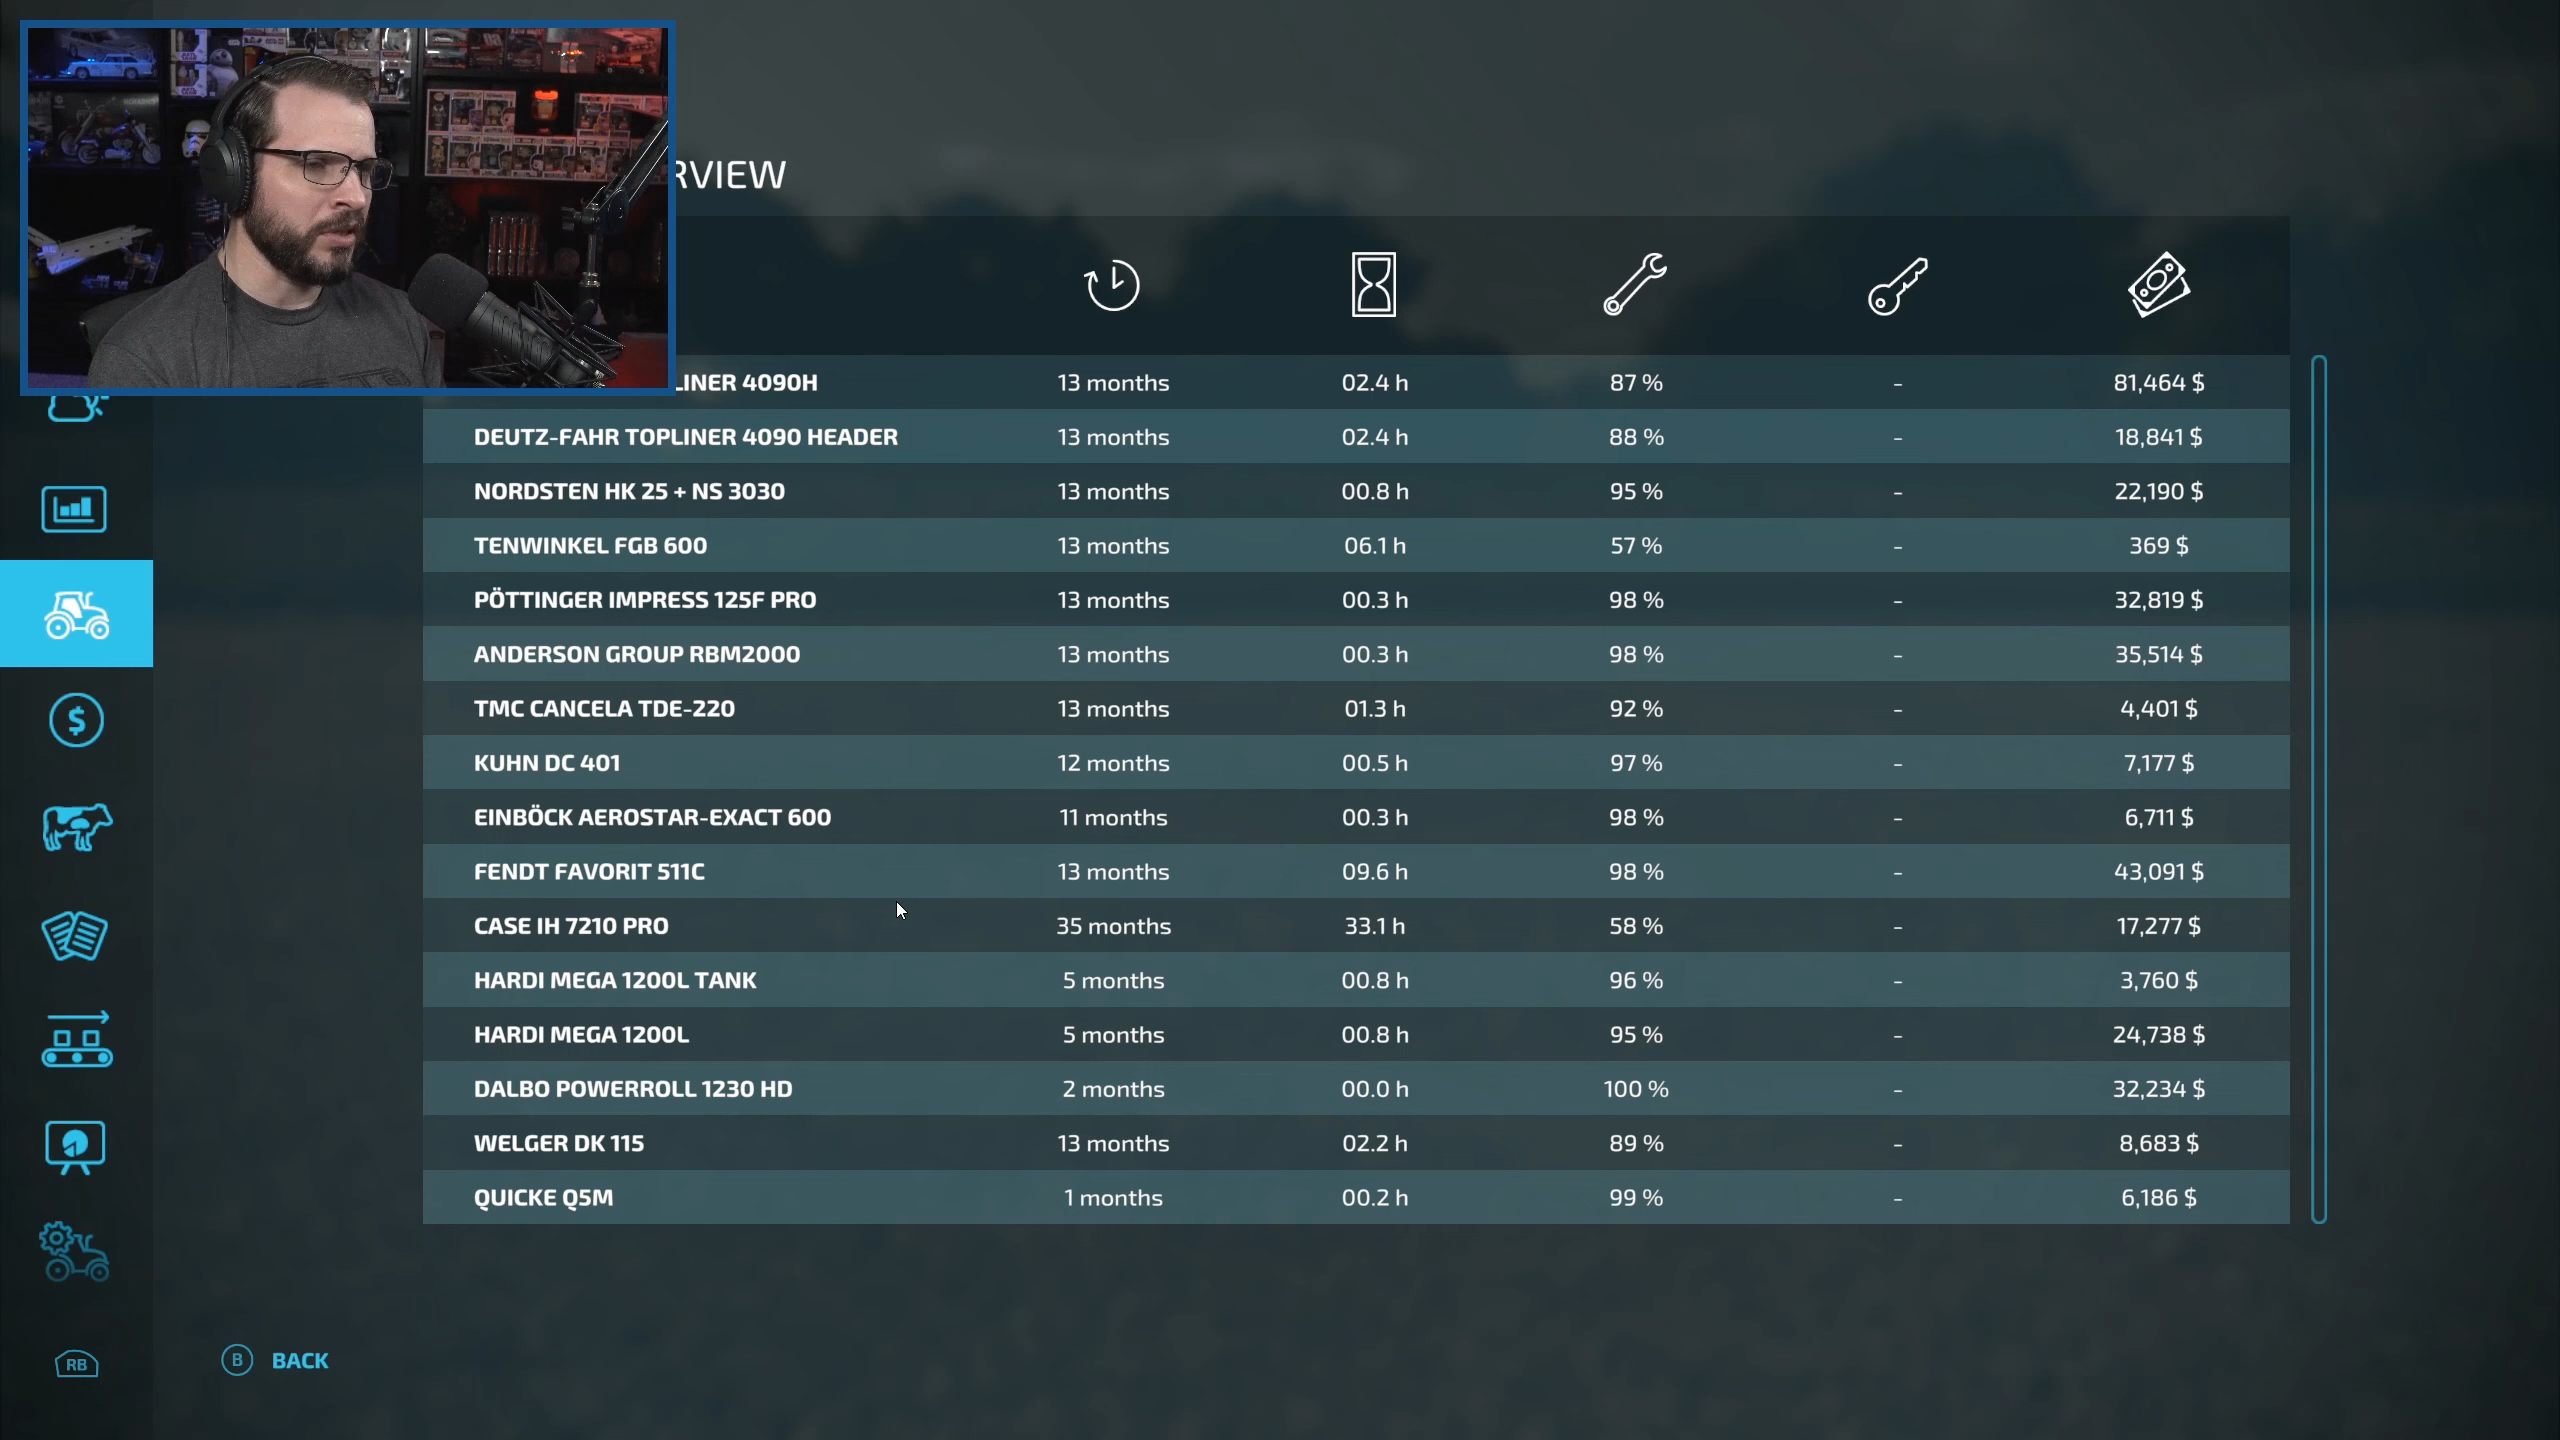 RVIEW
LINER 4090H 13 months 02.4 h 87 % - 81,464 $
DEUTZ-FAHR TOPLINER 4090 HEADER 13 months 02.4 h 88 % - 18,841 $
NORDSTEN HK 25 + NS 3030 13 months 00.8 h 95 % - 22,190 $
TENWINKEL FGB 600 13 months 06.1 h 57 % - 369 $
PÖTTINGER IMPRESS 125F PRO 13 months 00.3 h 98 % - 32,819 $
ANDERSON GROUP RBM2000 13 months 00.3 h 98 % - 35,514 $
TMC CANCELA TDE-220 13 months 01.3 h 92 % - 4,401 $
KUHN DC 401 12 months 00.5 h 97 % - 7,177 $
EINBÖCK AEROSTAR-EXACT 600 11 months 00.3 h 98 % - 6,711 $
FENDT FAVORIT 511C 13 months 09.6 h 98 % - 43,091 $
CASE IH 7210 PRO 35 months 33.1 h 58 % - 17,277 $
HARDI MEGA 1200L TANK 5 months 00.8 h 96 % - 3,760 $
HARDI MEGA 1200L 5 months 00.8 h 95 % - 24,738 $
DALBO POWERROLL 1230 HD 2 months 00.0 h 100 % - 32,234 $
WELGER DK 115 13 months 02.2 h 89 % - 8,683 $
QUICKE Q5M 1 months 00.2 h 99 % - 6,186 $
RB B BACK